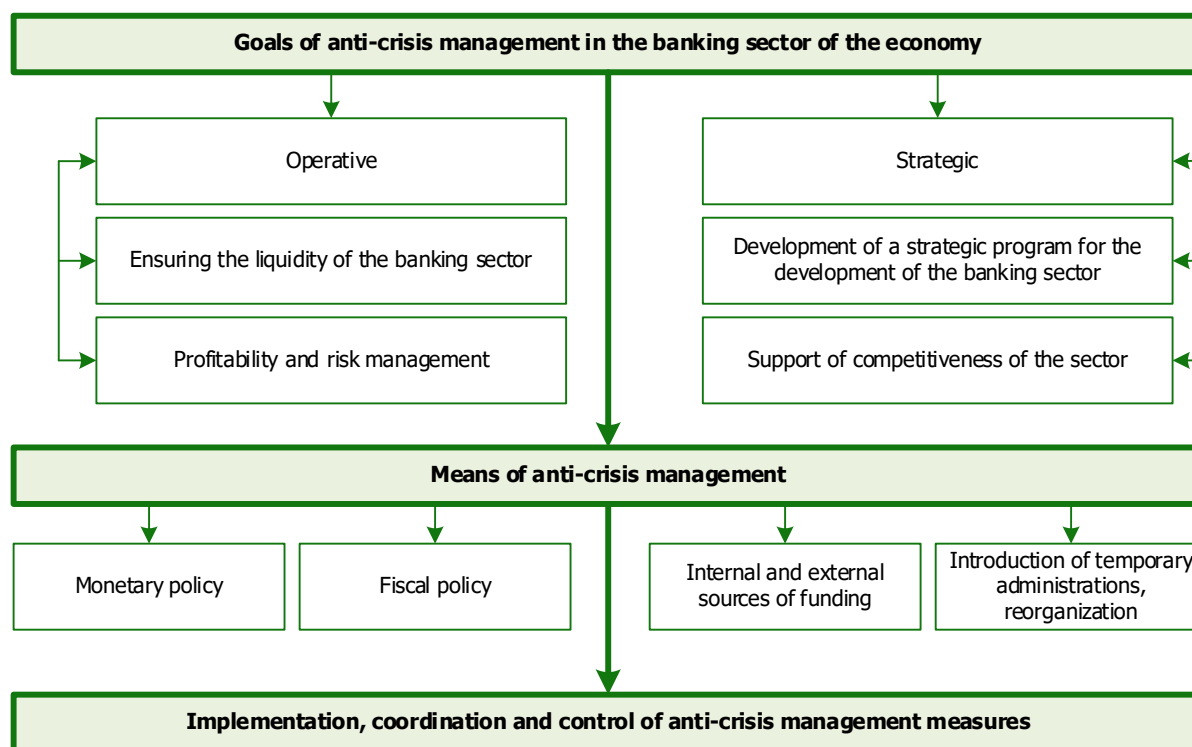 Goals of anti-crisis management in the banking sector of the economy
Operative
Strategic
Ensuring the liquidity of the banking sector
Development of a strategic program for the
development of the banking sector
Profitability and risk management
Support of competitiveness of the sector
Means of anti-crisis management
Monetary policy
Fiscal policy
Internal and external
sources of funding
Introduction of temporary
administrations,
reorganization
Implementation, coordination and control of anti-crisis management measures